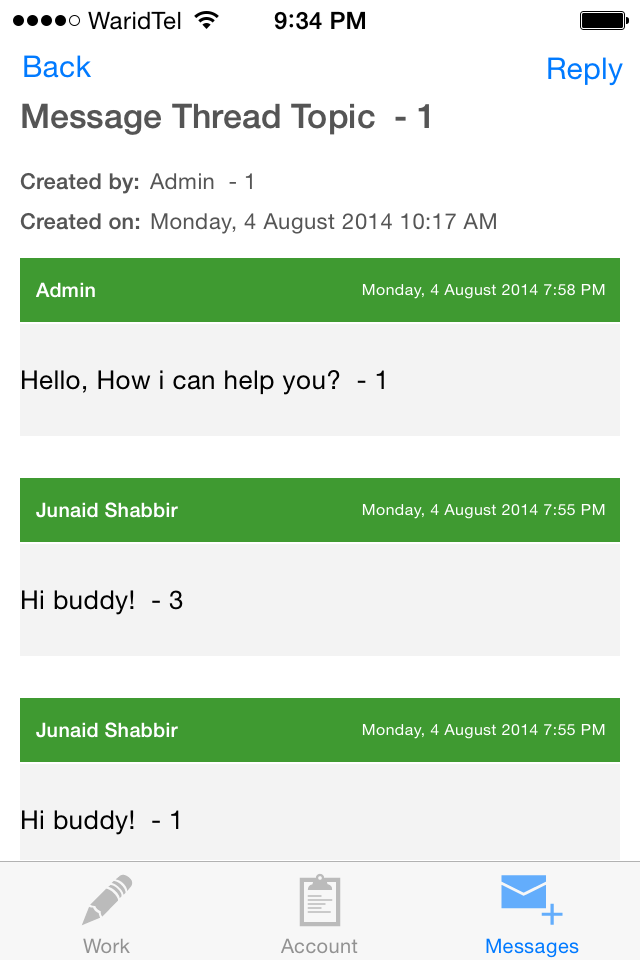 WaridTel 9:34 PM
Back Reply
Message Thread Topic  - 1
Created by: Admin  - 1
Created on: Monday, 4 August 2014 10:17 AM
Admin Monday, 4 August 2014 7:58 PM
Hello, How i can help you?  - 1
Junaid Shabbir Monday, 4 August 2014 7:55 PM
Hi buddy!  - 3
Junaid Shabbir Monday, 4 August 2014 7:55 PM
Hi buddy!  - 1
Work Account Messages